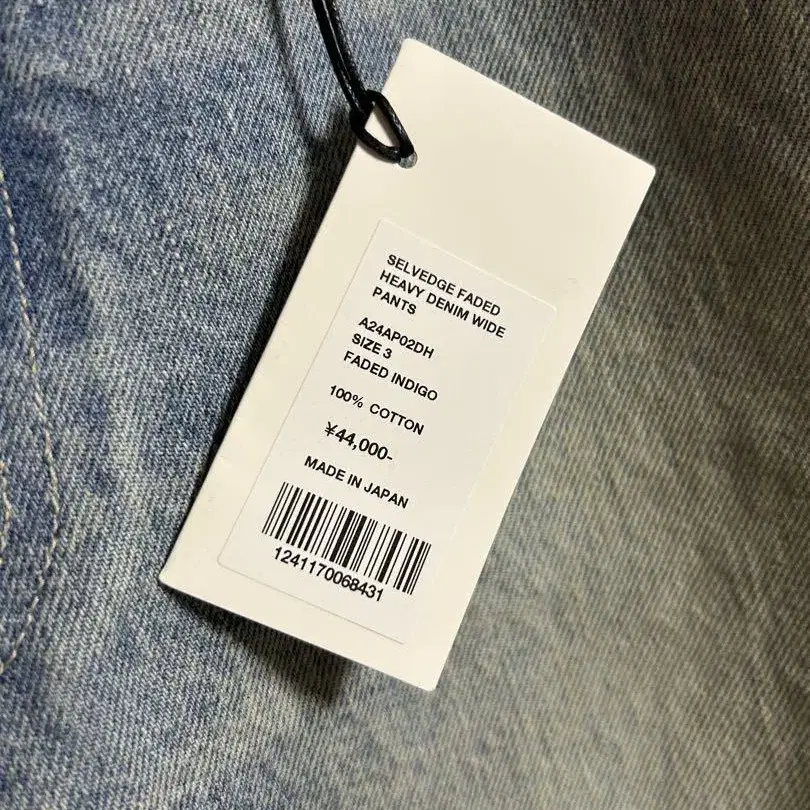 SELVEDGE FADED
HEAVY DENIM WIDE
PANTS
A24AP02DH
SIZE 3
FADED INDIGO
100% COTTON
¥44,000-
MADE IN JAPAN
1241170068431